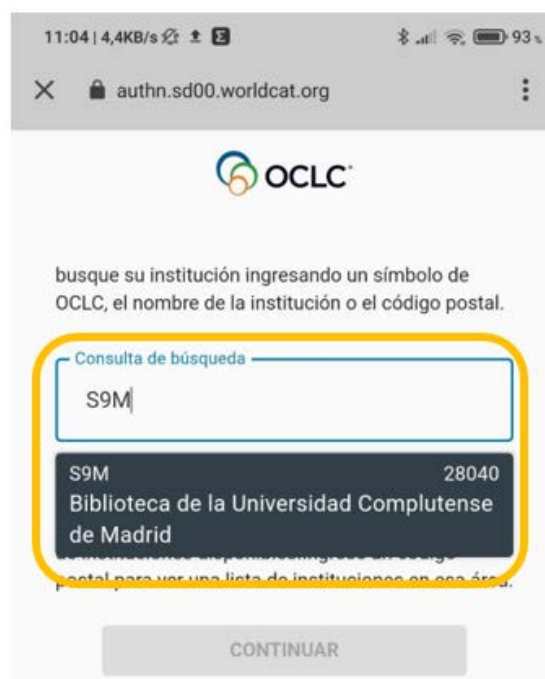 11:04 | 4,4KB/s
93
authn.sd00.worldcat.org
OCLC
busque su institución ingresando un símbolo de
OCLC, el nombre de la institución o el código postal.
Consulta de búsqueda
S9M
S9M 28040
Biblioteca de la Universidad Complutense
de Madrid
postal para ver una lista de instituciones en esa área.
CONTINUAR